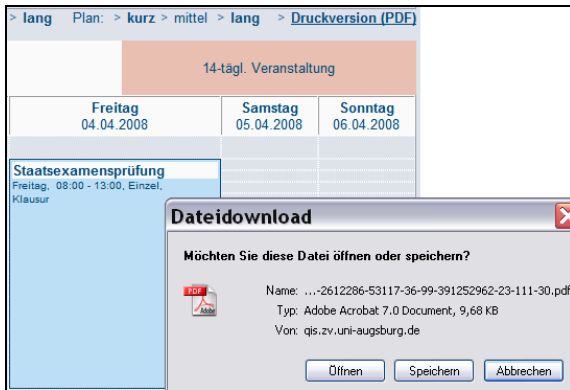 > lang Plan: > kurz > mittel > lang > Druckversion (PDF)
14-tägl. Veranstaltung
Freitag Samstag Sonntag
04.04.2008 05.04.2008 06.04.2008
Staatsexamensprüfung
Freitag, 08:00 - 13:00, Einzel,
Klausur
Dateidownload
Möchten Sie diese Datei öffnen oder speichern?
PDF
Adobe
Name: ...-2612286-53117-36-99-391252962-23-111-30.pdf
Typ: Adobe Acrobat 7.0 Document, 9,68 KB
Von: qis.zv.uni-augsburg.de
Öffnen Speichern Abbrechen